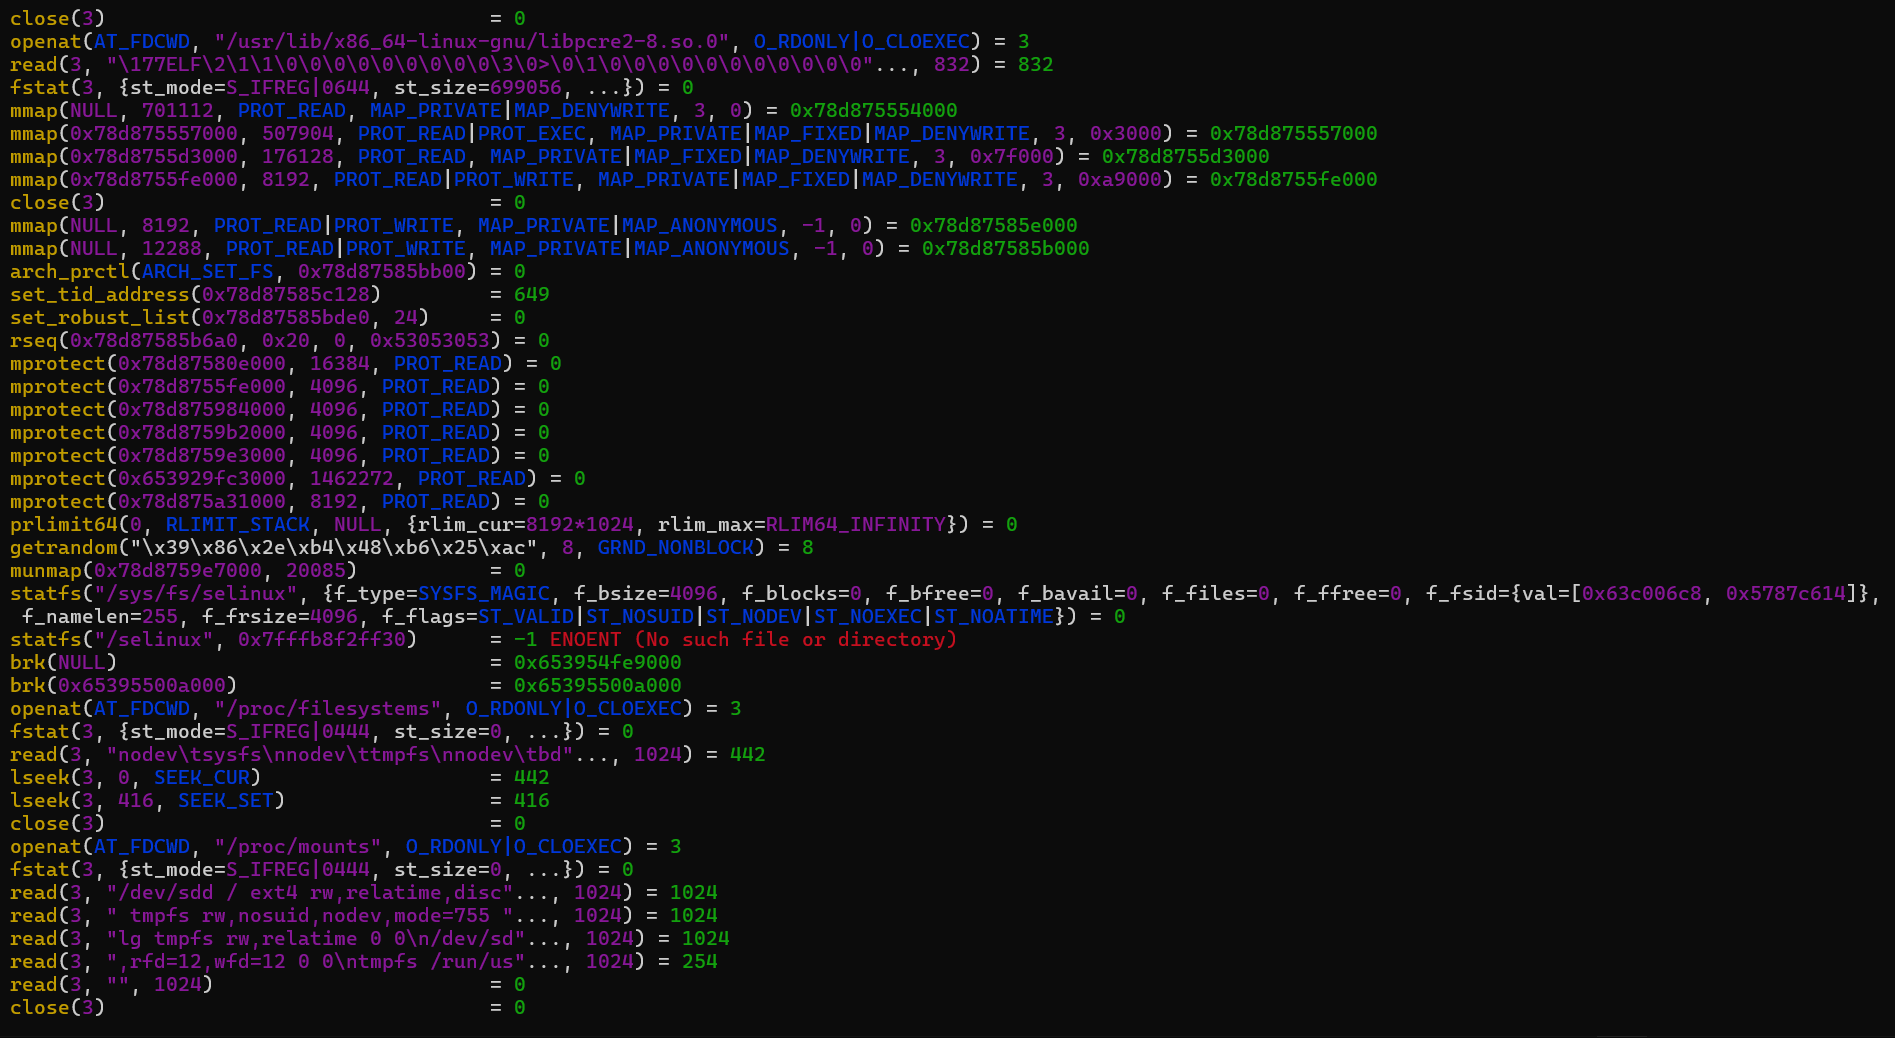 close(3)                                = 0
openat(AT_FDCWD, "/usr/lib/x86_64-linux-gnu/libpcre2-8.so.0", O_RDONLY|O_CLOEXEC) = 3
read(3, "\177ELF\2\1\1\0\0\0\0\0\0\0\0\0\3\0>\0\1\0\0\0\0\0\0\0\0\0\0\0"..., 832) = 832
fstat(3, {st_mode=S_IFREG|0644, st_size=699056, ...}) = 0
mmap(NULL, 701112, PROT_READ, MAP_PRIVATE|MAP_DENYWRITE, 3, 0) = 0x78d875554000
mmap(0x78d875557000, 507904, PROT_READ|PROT_EXEC, MAP_PRIVATE|MAP_FIXED|MAP_DENYWRITE, 3, 0x3000) = 0x78d875557000
mmap(0x78d8755d3000, 176128, PROT_READ, MAP_PRIVATE|MAP_FIXED|MAP_DENYWRITE, 3, 0x7f000) = 0x78d8755d3000
mmap(0x78d8755fe000, 8192, PROT_READ|PROT_WRITE, MAP_PRIVATE|MAP_FIXED|MAP_DENYWRITE, 3, 0xa9000) = 0x78d8755fe000
close(3)                                = 0
mmap(NULL, 8192, PROT_READ|PROT_WRITE, MAP_PRIVATE|MAP_ANONYMOUS, -1, 0) = 0x78d87585e000
mmap(NULL, 12288, PROT_READ|PROT_WRITE, MAP_PRIVATE|MAP_ANONYMOUS, -1, 0) = 0x78d87585b000
arch_prctl(ARCH_SET_FS, 0x78d87585bb00) = 0
set_tid_address(0x78d87585c128)         = 649
set_robust_list(0x78d87585bde0, 24)     = 0
rseq(0x78d87585b6a0, 0x20, 0, 0x53053053) = 0
mprotect(0x78d87580e000, 16384, PROT_READ) = 0
mprotect(0x78d8755fe000, 4096, PROT_READ) = 0
mprotect(0x78d875984000, 4096, PROT_READ) = 0
mprotect(0x78d8759b2000, 4096, PROT_READ) = 0
mprotect(0x78d8759e3000, 4096, PROT_READ) = 0
mprotect(0x653929fc3000, 1462272, PROT_READ) = 0
mprotect(0x78d875a31000, 8192, PROT_READ) = 0
prlimit64(0, RLIMIT_STACK, NULL, {rlim_cur=8192*1024, rlim_max=RLIM64_INFINITY}) = 0
getrandom("\x39\x86\x2e\xb4\x48\xb6\x25\xac", 8, GRND_NONBLOCK) = 8
munmap(0x78d8759e7000, 20085)           = 0
statfs("/sys/fs/selinux", {f_type=SYSFS_MAGIC, f_bsize=4096, f_blocks=0, f_bfree=0, f_bavail=0, f_files=0, f_ffree=0, f_fsid={val=[0x63c006c8, 0x5787c614]},
 f_namelen=255, f_frsize=4096, f_flags=ST_VALID|ST_NOSUID|ST_NODEV|ST_NOEXEC|ST_NOATIME}) = 0
statfs("/selinux", 0x7fffb8f2ff30)      = -1 ENOENT (No such file or directory)
brk(NULL)                               = 0x653954fe9000
brk(0x65395500a000)                     = 0x65395500a000
openat(AT_FDCWD, "/proc/filesystems", O_RDONLY|O_CLOEXEC) = 3
fstat(3, {st_mode=S_IFREG|0444, st_size=0, ...}) = 0
read(3, "nodev\tsysfs\nnodev\ttmpfs\nnodev\tbd"..., 1024) = 442
lseek(3, 0, SEEK_CUR)                   = 442
lseek(3, 416, SEEK_SET)                 = 416
close(3)                                = 0
openat(AT_FDCWD, "/proc/mounts", O_RDONLY|O_CLOEXEC) = 3
fstat(3, {st_mode=S_IFREG|0444, st_size=0, ...}) = 0
read(3, "/dev/sdd / ext4 rw,relatime,disc"..., 1024) = 1024
read(3, " tmpfs rw,nosuid,nodev,mode=755 "..., 1024) = 1024
read(3, "lg tmpfs rw,relatime 0 0\n/dev/sd"..., 1024) = 1024
read(3, ",rfd=12,wfd=12 0 0\ntmpfs /run/us"..., 1024) = 254
read(3, "", 1024)                       = 0
close(3)                                = 0